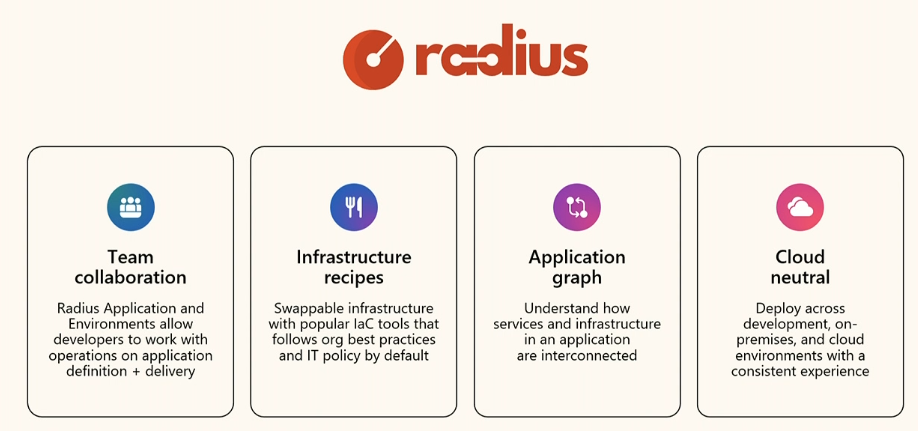 radius
Team
collaboration
Radius Application and
Environments allow
developers to work with
operations on application
definition + delivery
Infrastructure
recipes
Swappable infrastructure
with popular IaC tools that
follows org best practices
and IT policy by default
Application
graph
Understand how
services and infrastructure
in an application
are interconnected
Cloud
neutral
Deploy across
development, on-
premises, and cloud
environments with a
consistent experience